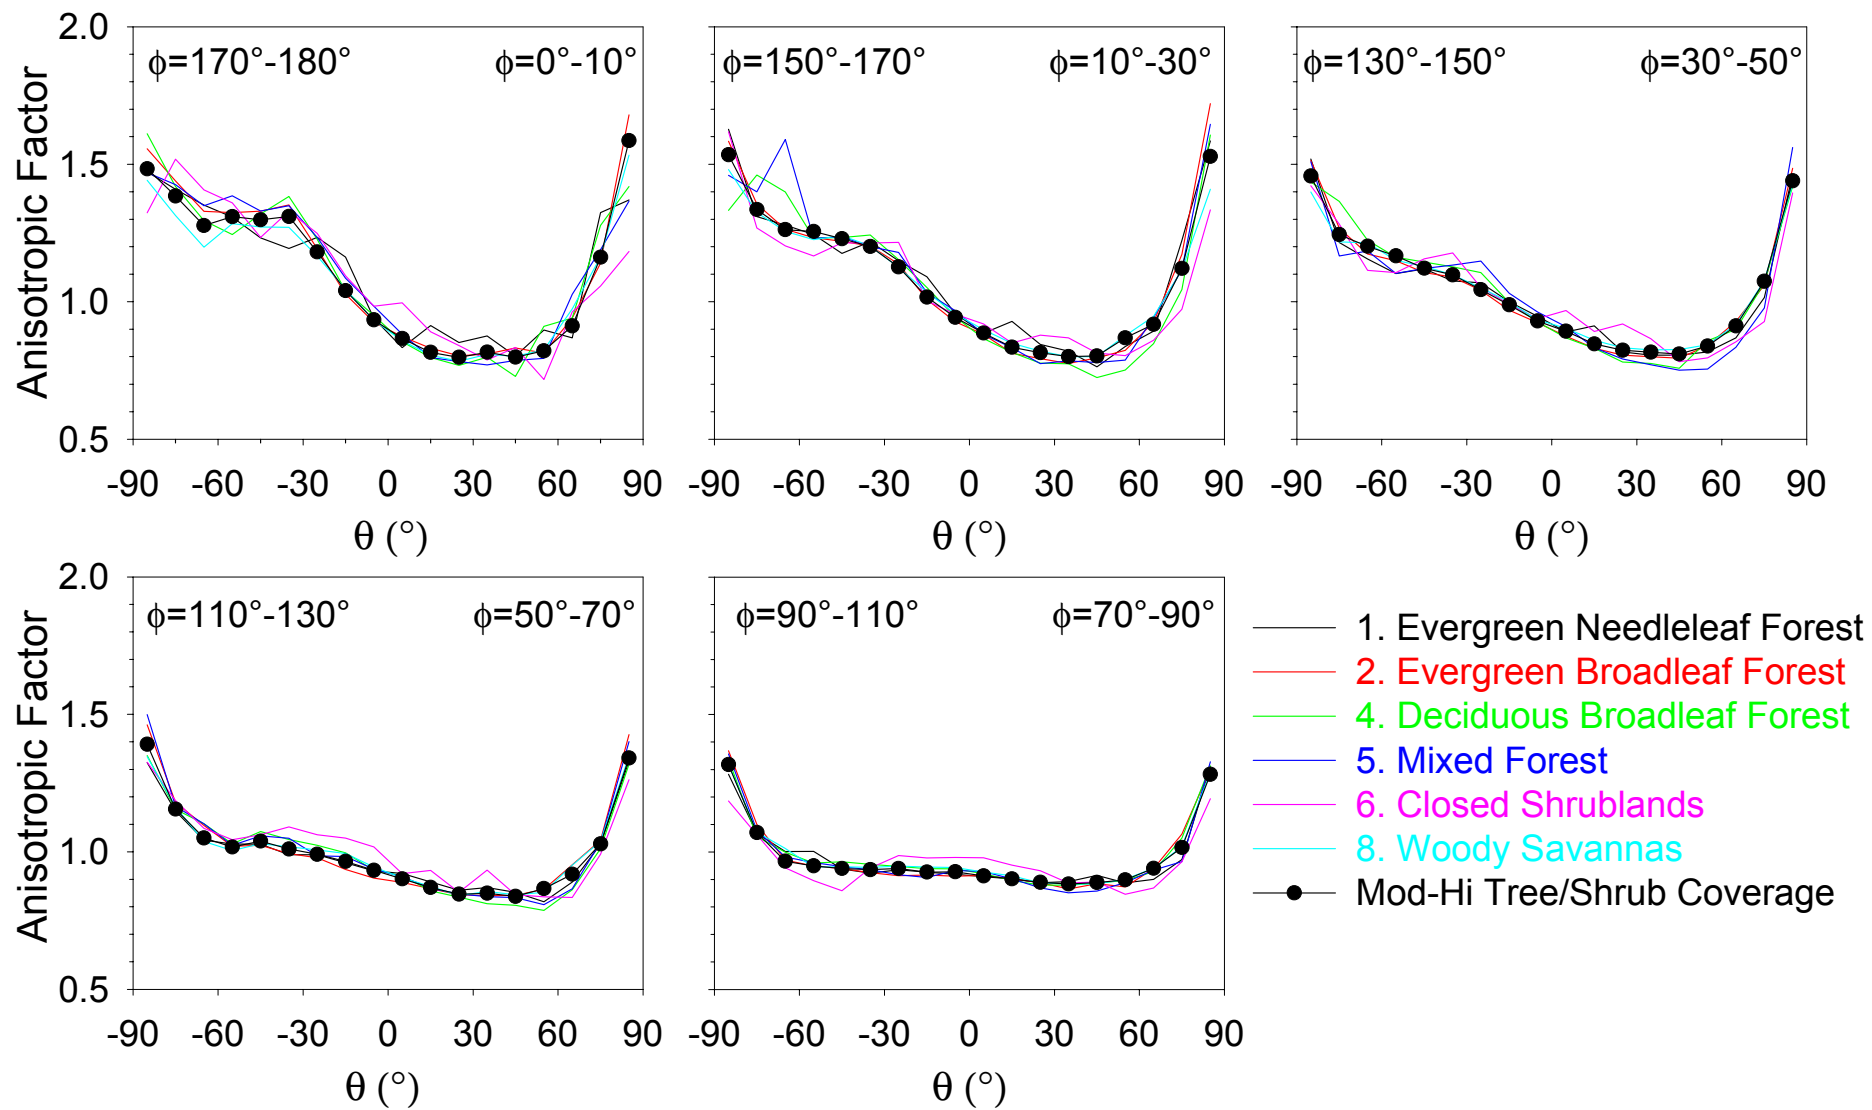 2.0
1.5
1.0
0.5
Anisotropic Factor
ϕ=170°-180° ϕ=0°-10°
-90 -60 -30 0 30 60 90
θ (°)
ϕ=150°-170° ϕ=10°-30°
-90 -60 -30 0 30 60 90
θ (°)
ϕ=130°-150° ϕ=30°-50°
-90 -60 -30 0 30 60 90
θ (°)
2.0
1.5
1.0
0.5
Anisotropic Factor
ϕ=110°-130° ϕ=50°-70°
-90 -60 -30 0 30 60 90
θ (°)
ϕ=90°-110° ϕ=70°-90°
-90 -60 -30 0 30 60 90
θ (°)
1. Evergreen Needleleaf Forest
2. Evergreen Broadleaf Forest
4. Deciduous Broadleaf Forest
5. Mixed Forest
6. Closed Shrublands
8. Woody Savannas
Mod-Hi Tree/Shrub Coverage